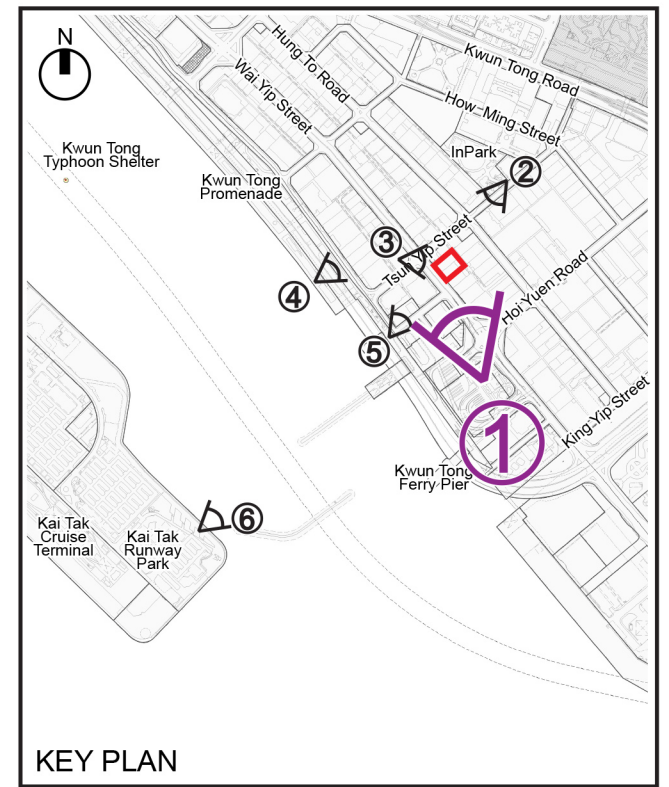 N
Hung To Road
Kwun Tong Road
Wai Yip Street
How Ming Street
Kwun Tong
Typhoon Shelter
InPark
②
Kwun Tong
Promenade
③
Tsun Yip Street
④
Hoi Yuen Road
⑤
①
King Yip Street
Kwun Tong
Ferry Pier
⑥
Kai Tak
Cruise
Terminal
Kai Tak
Runway
Park
KEY PLAN